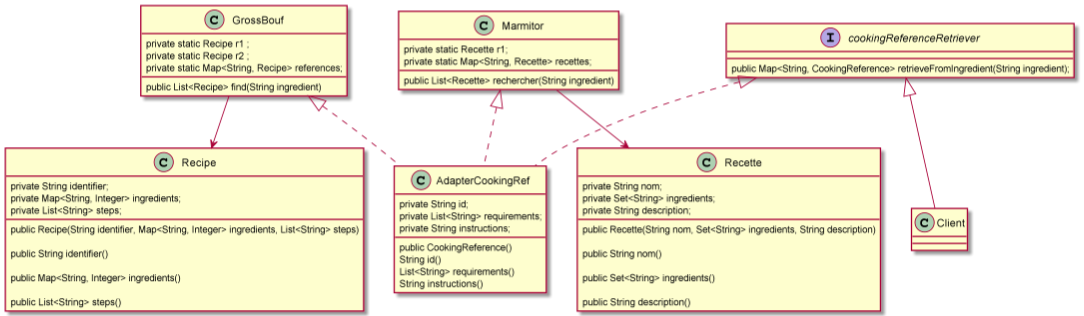 C GrossBouf
private static Recipe r1 ;
private static Recipe r2 ;
private static Map<String, Recipe> references;
public List<Recipe> find(String ingredient)
C Marmitor
private static Recette r1;
private static Map<String, Recette> recettes;
public List<Recette> rechercher(String ingredient)
I cookingReferenceRetriever
public Map<String, CookingReference> retrieveFromIngredient(String ingredient);
C Recipe
private String identifier;
private Map<String, Integer> ingredients;
private List<String> steps;
public Recipe(String identifier, Map<String, Integer> ingredients, List<String> steps)
public String identifier()
public Map<String, Integer> ingredients()
public List<String> steps()
C AdapterCookingRef
private String id;
private List<String> requirements;
private String instructions;
public CookingReference()
String id()
List<String> requirements()
String instructions()
C Recette
private String nom;
private Set<String> ingredients;
private String description;
public Recette(String nom, Set<String> ingredients, String description)
public String nom()
public Set<String> ingredients()
public String description()
C Client